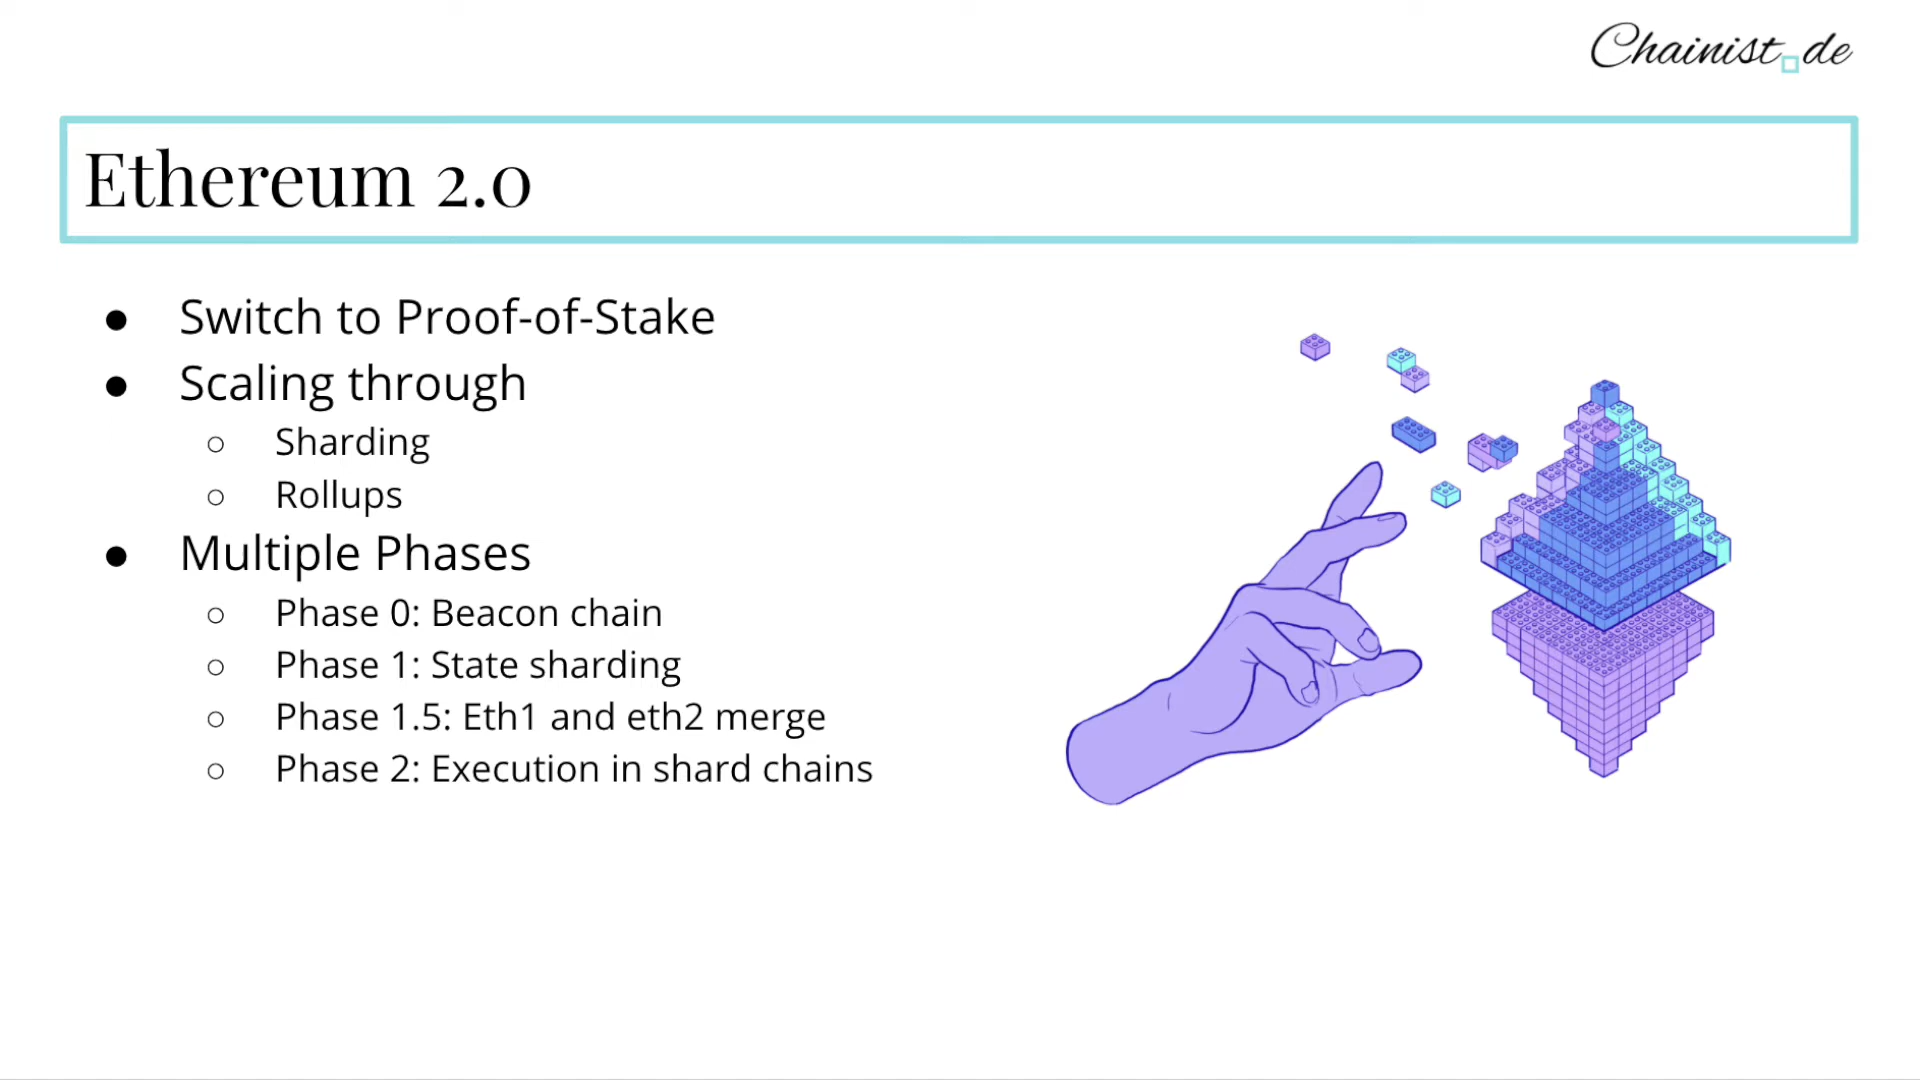 Chainist.de
Ethereum 2.0
● Switch to Proof-of-Stake
● Scaling through
○ Sharding
○ Rollups
● Multiple Phases
○ Phase 0: Beacon chain
○ Phase 1: State sharding
○ Phase 1.5: Eth1 and eth2 merge
○ Phase 2: Execution in shard chains